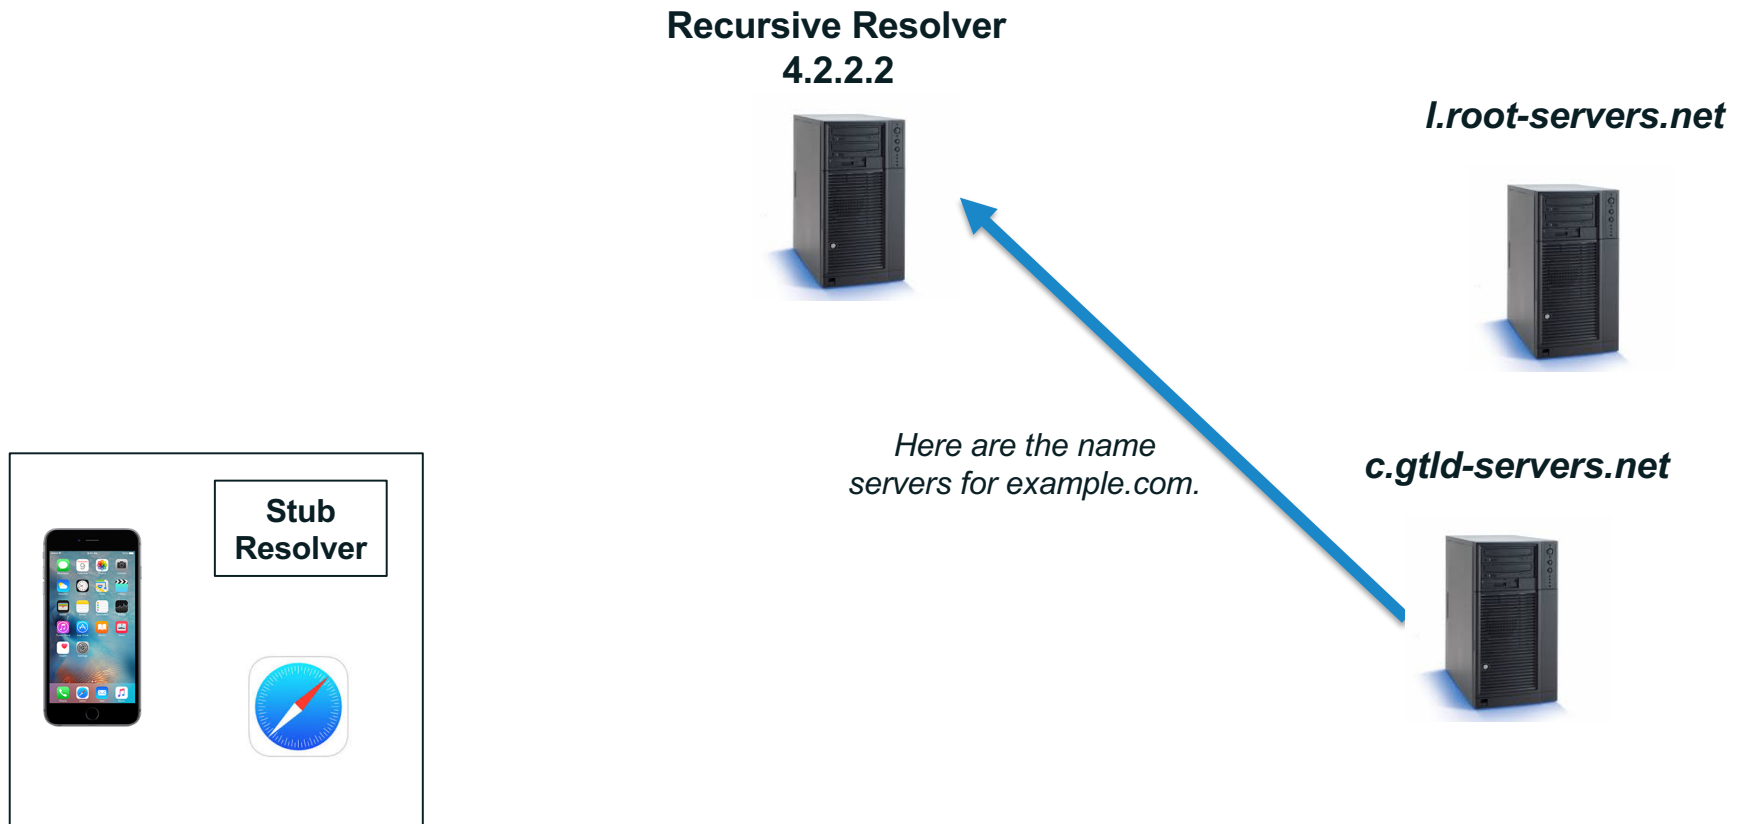 Recursive Resolver
4.2.2.2
l.root-servers.net
Here are the name
servers for example.com.
c.gtld-servers.net
Stub
Resolver